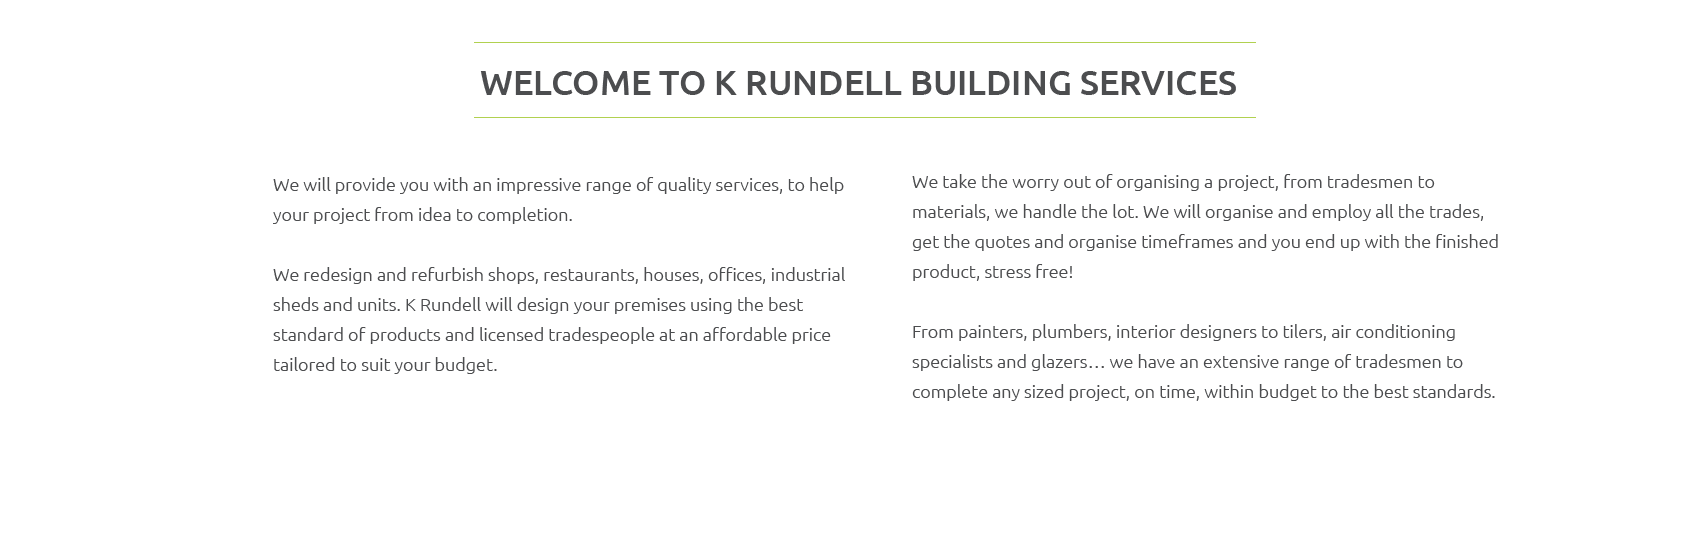 WELCOME TO K RUNDELL BUILDING SERVICES
We will provide you with an impressive range of quality services, to help
your project from idea to completion.
We redesign and refurbish shops, restaurants, houses, offices, industrial
sheds and units. K Rundell will design your premises using the best
standard of products and licensed tradespeople at an affordable price
tailored to suit your budget.
We take the worry out of organising a project, from tradesmen to
materials, we handle the lot. We will organise and employ all the trades,
get the quotes and organise timeframes and you end up with the finished
product, stress free!
From painters, plumbers, interior designers to tilers, air conditioning
specialists and glazers… we have an extensive range of tradesmen to
complete any sized project, on time, within budget to the best standards.